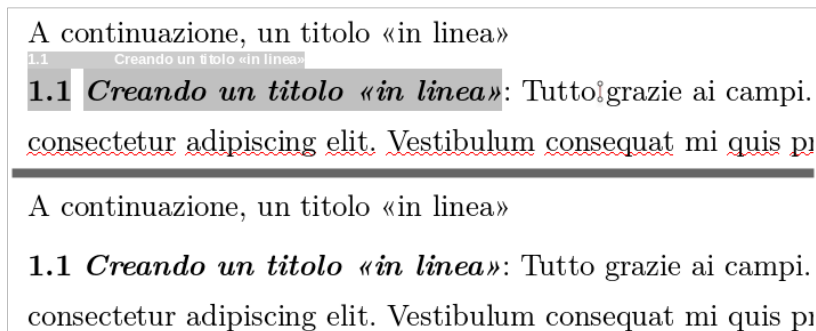 A continuazione, un titolo «in linea»
1.1 Creando un titolo «in linea»
1.1 Creando un titolo «in linea»: Tutto grazie ai campi.
consectetur adipiscing elit. Vestibulum consequat mi quis
A continuazione, un titolo «in linea»
1.1 Creando un titolo «in linea»: Tutto grazie ai campi.
consectetur adipiscing elit. Vestibulum consequat mi quis